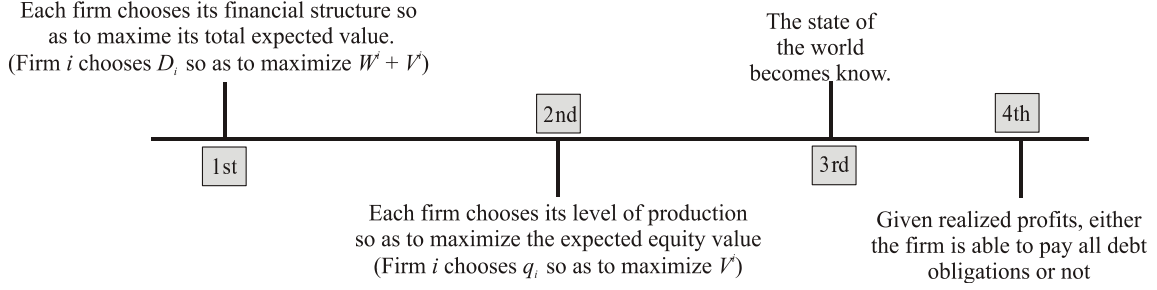 Each firm chooses its financial structure so
as to maxime its total expected value.
(Firm i chooses Dᵢ so as to maximize Wⁱ + Vⁱ)
1st
2nd
Each firm chooses its level of production
so as to maximize the expected equity value
(Firm i chooses qᵢ so as to maximize Vⁱ)
The state of
the world
becomes know.
3rd
4th
Given realized profits, either
the firm is able to pay all debt
obligations or not